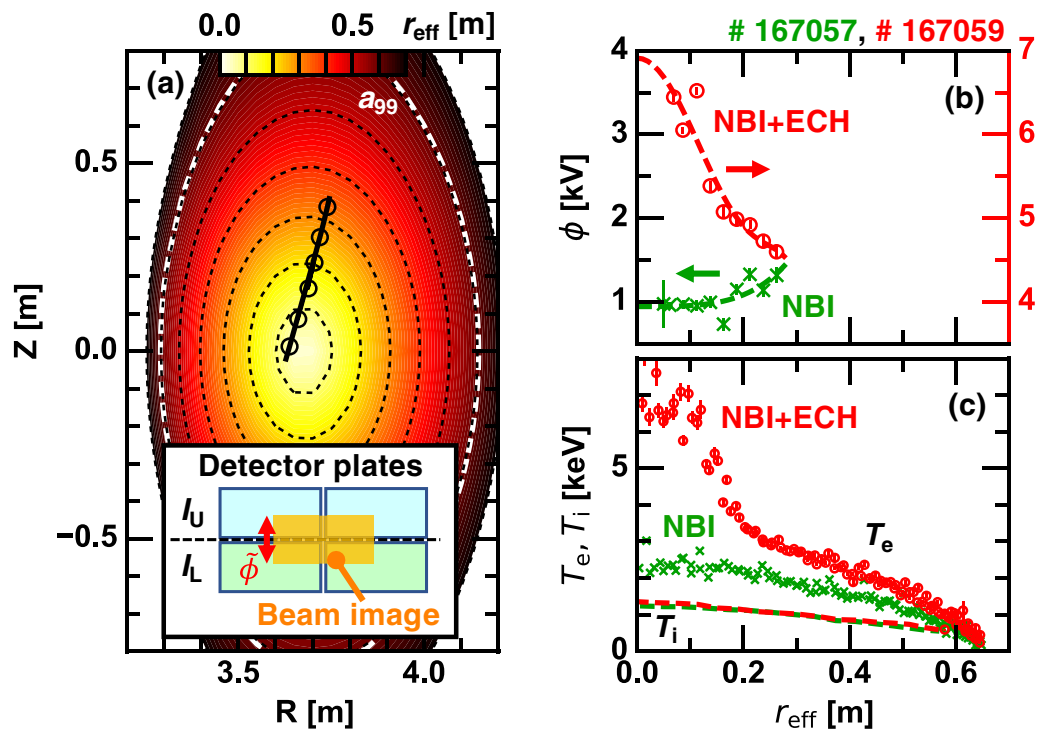 0.0 0.5 r_eff [m]
(a)
a_99
0.5
0.0
−0.5
Z [m]
Detector plates
I_U
I_L
ϕ̃
Beam image
3.5 4.0
R [m]
# 167057, # 167059
4
3
2
1
ϕ [kV]
7
6
5
4
(b)
NBI+ECH
NBI
(c)
NBI+ECH
NBI
T_e
T_i
5
0
T_e, T_i [keV]
0.0 0.2 0.4 0.6
r_eff [m]